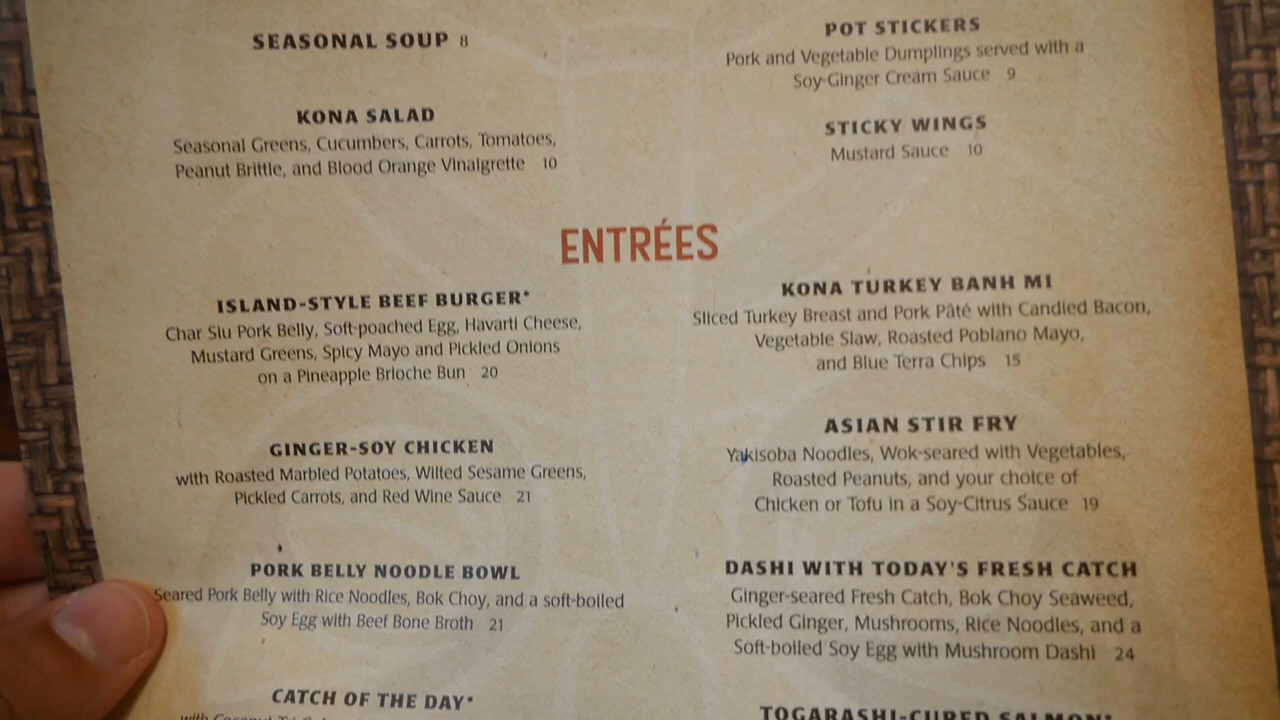 SEASONAL SOUP 8
KONA SALAD
Seasonal Greens, Cucumbers, Carrots, Tomatoes,
Peanut Brittle, and Blood Orange Vinaigrette 10
POT STICKERS
Pork and Vegetable Dumplings served with a
Soy-Ginger Cream Sauce 9
STICKY WINGS
Mustard Sauce 10
ENTRÉES
ISLAND-STYLE BEEF BURGER*
Char Siu Pork Belly, Soft-poached Egg, Havarti Cheese,
Mustard Greens, Spicy Mayo and Pickled Onions
on a Pineapple Brioche Bun 20
GINGER-SOY CHICKEN
with Roasted Marbled Potatoes, Wilted Sesame Greens,
Pickled Carrots, and Red Wine Sauce 21
PORK BELLY NOODLE BOWL
Seared Pork Belly with Rice Noodles, Bok Choy, and a soft-boiled
Soy Egg with Beef Bone Broth 21
CATCH OF THE DAY*
with Coconut
KONA TURKEY BANH MI
Sliced Turkey Breast and Pork Pâté with Candied Bacon,
Vegetable Slaw, Roasted Poblano Mayo,
and Blue Terra Chips 15
ASIAN STIR FRY
Yakisoba Noodles, Wok-seared with Vegetables,
Roasted Peanuts, and your choice of
Chicken or Tofu in a Soy-Citrus Sauce 19
DASHI WITH TODAY'S FRESH CATCH
Ginger-seared Fresh Catch, Bok Choy Seaweed,
Pickled Ginger, Mushrooms, Rice Noodles, and a
Soft-boiled Soy Egg with Mushroom Dashi 24
TOGARASHI-CURED SALMON*